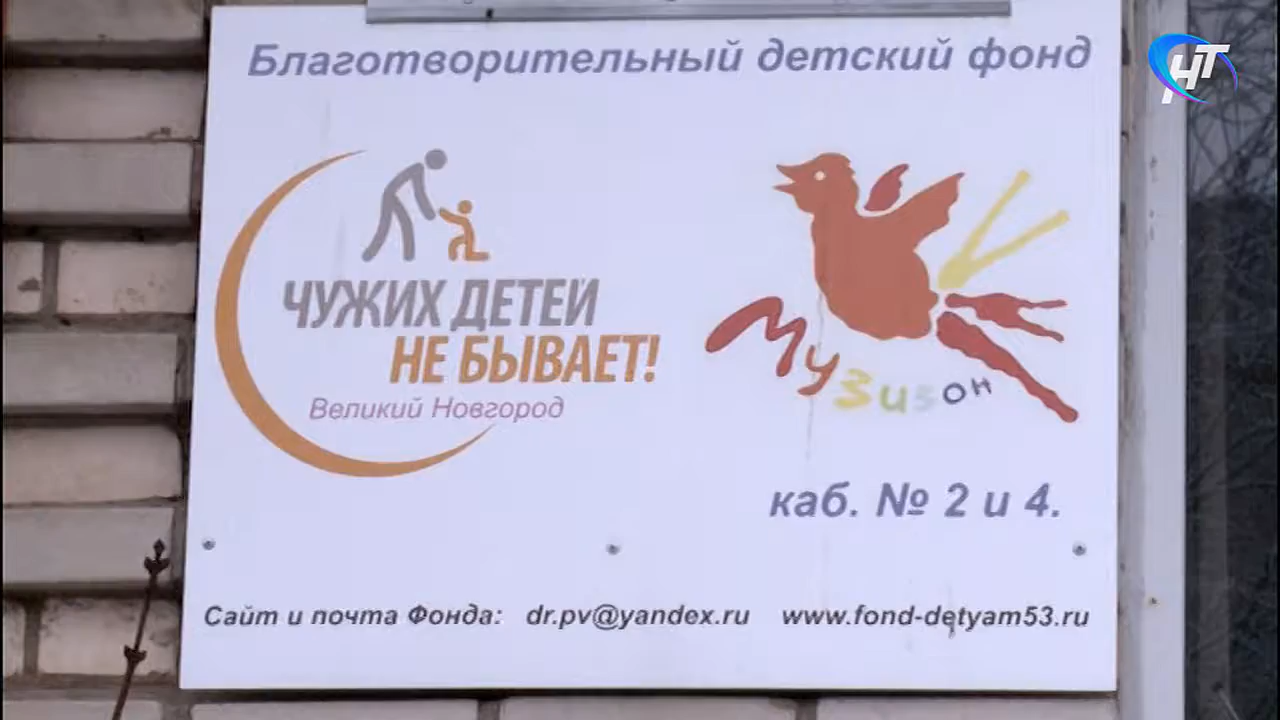 Благотворительный детский фонд
НТ
ЧУЖИХ ДЕТЕЙ
НЕ БЫВАЕТ!
Великий Новгород
Музизон
каб. № 2 и 4.
Сайт и почта Фонда: dr.pv@yandex.ru www.fond-detyam53.ru